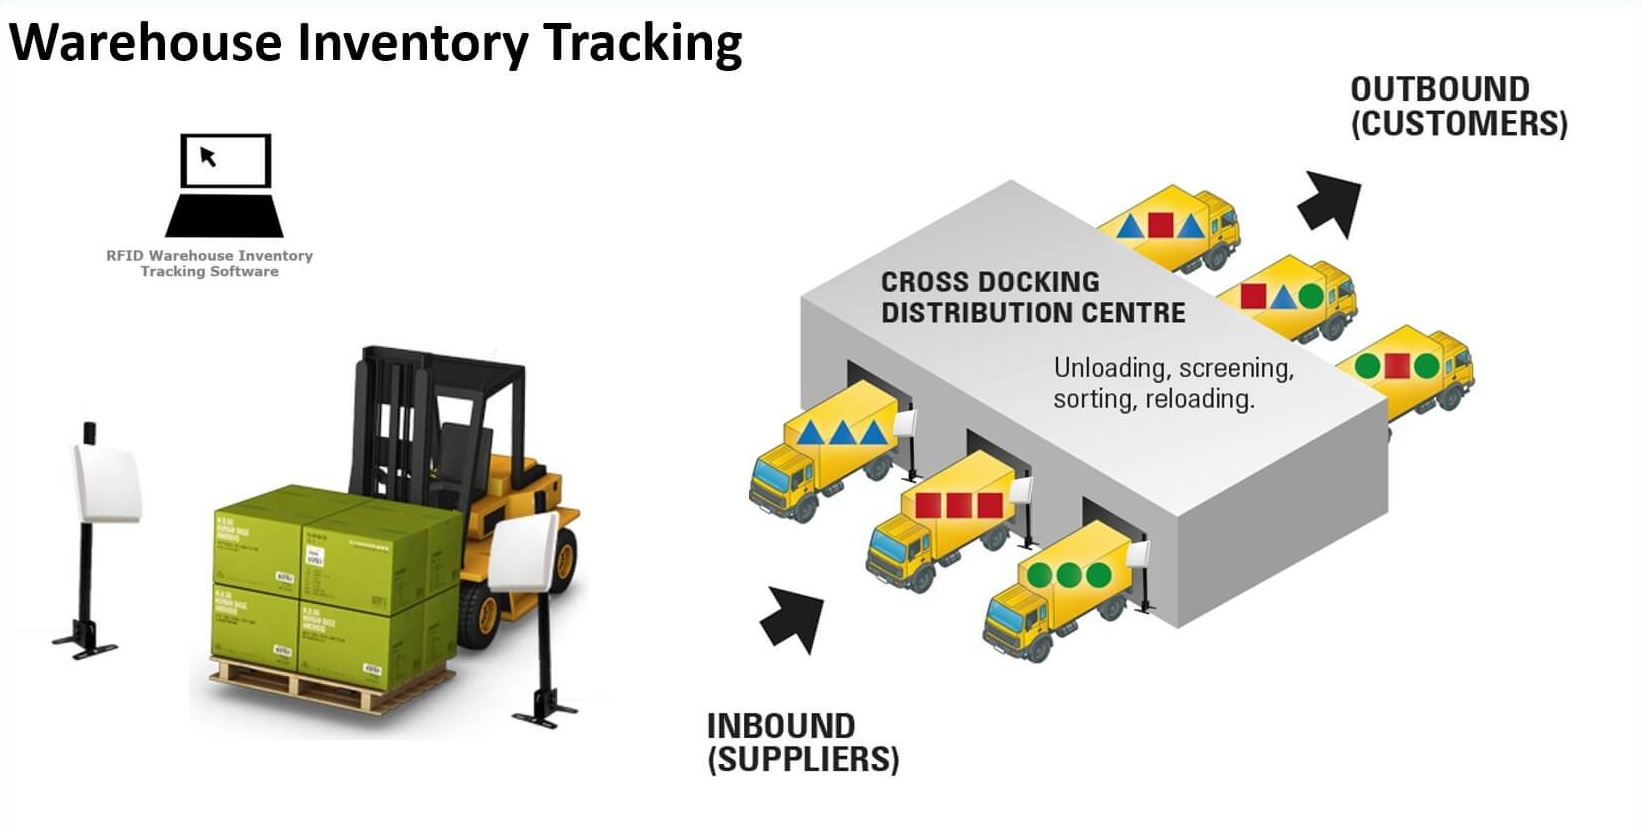 Warehouse Inventory Tracking
OUTBOUND
(CUSTOMERS)
RFID Warehouse Inventory
Tracking Software
CROSS DOCKING
DISTRIBUTION CENTRE
Unloading, screening,
sorting, reloading.
INBOUND
(SUPPLIERS)